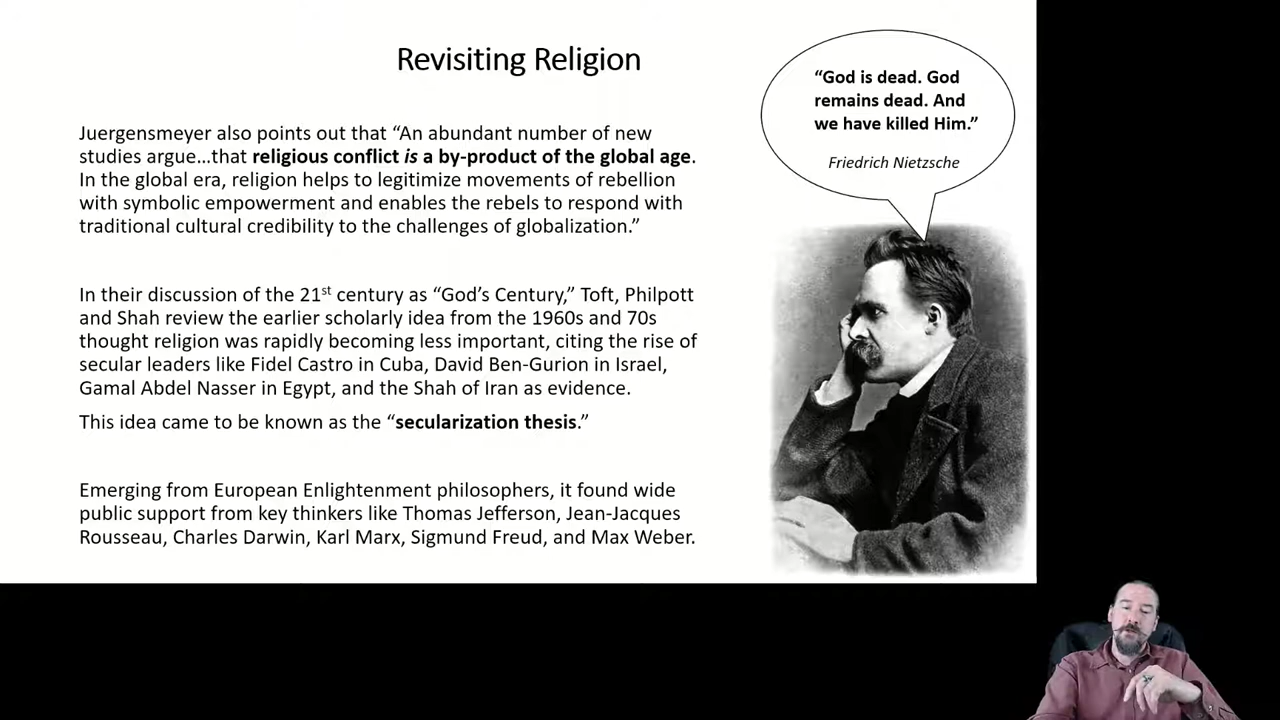 Revisiting Religion
Juergensmeyer also points out that “An abundant number of new
studies argue...that religious conflict is a by-product of the global age.
In the global era, religion helps to legitimize movements of rebellion
with symbolic empowerment and enables the rebels to respond with
traditional cultural credibility to the challenges of globalization.”
In their discussion of the 21st century as “God’s Century,” Toft, Philpott
and Shah review the earlier scholarly idea from the 1960s and 70s
thought religion was rapidly becoming less important, citing the rise of
secular leaders like Fidel Castro in Cuba, David Ben-Gurion in Israel,
Gamal Abdel Nasser in Egypt, and the Shah of Iran as evidence.
This idea came to be known as the “secularization thesis.”
Emerging from European Enlightenment philosophers, it found wide
public support from key thinkers like Thomas Jefferson, Jean-Jacques
Rousseau, Charles Darwin, Karl Marx, Sigmund Freud, and Max Weber.
“God is dead. God
remains dead. And
we have killed Him.”
Friedrich Nietzsche